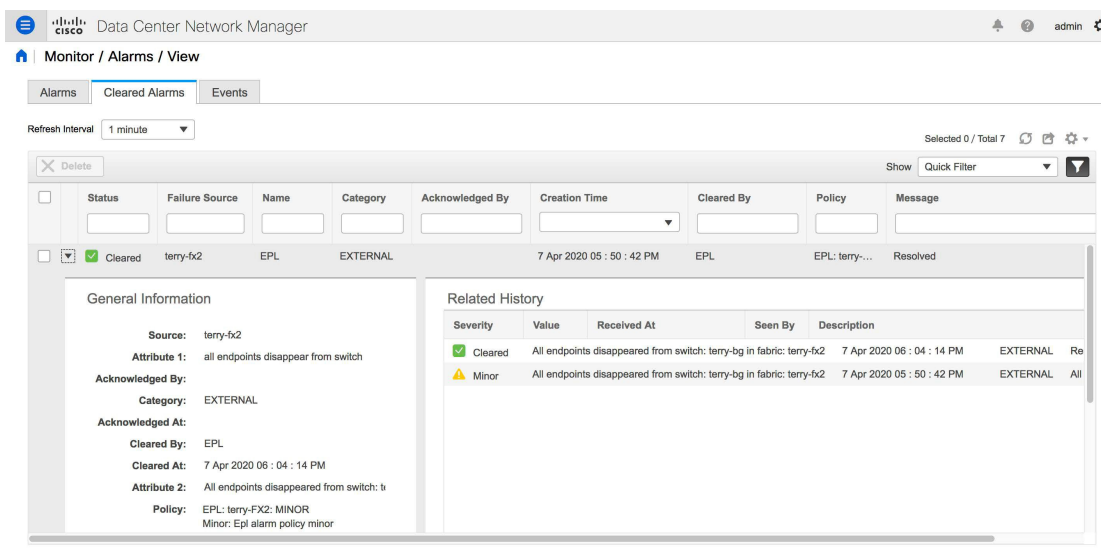 cisco Data Center Network Manager admin
Monitor / Alarms / View
Alarms Cleared Alarms Events
Refresh Interval 1 minute
Selected 0 / Total 7
Delete Show Quick Filter
Status Failure Source Name Category Acknowledged By Creation Time Cleared By Policy Message
Cleared terry-fx2 EPL EXTERNAL 7 Apr 2020 05 : 50 : 42 PM EPL EPL: terry-... Resolved
General Information
Source: terry-fx2
Attribute 1: all endpoints disappear from switch
Acknowledged By:
Category: EXTERNAL
Acknowledged At:
Cleared By: EPL
Cleared At: 7 Apr 2020 06 : 04 : 14 PM
Attribute 2: All endpoints disappeared from switch:
Policy: EPL: terry-FX2: MINOR
Minor: Epl alarm policy minor
Related History
Severity Value Received At Seen By Description
Cleared All endpoints disappeared from switch: terry-bg in fabric: terry-fx2 7 Apr 2020 06 : 04 : 14 PM EXTERNAL Re
Minor All endpoints disappeared from switch: terry-bg in fabric: terry-fx2 7 Apr 2020 05 : 50 : 42 PM EXTERNAL All